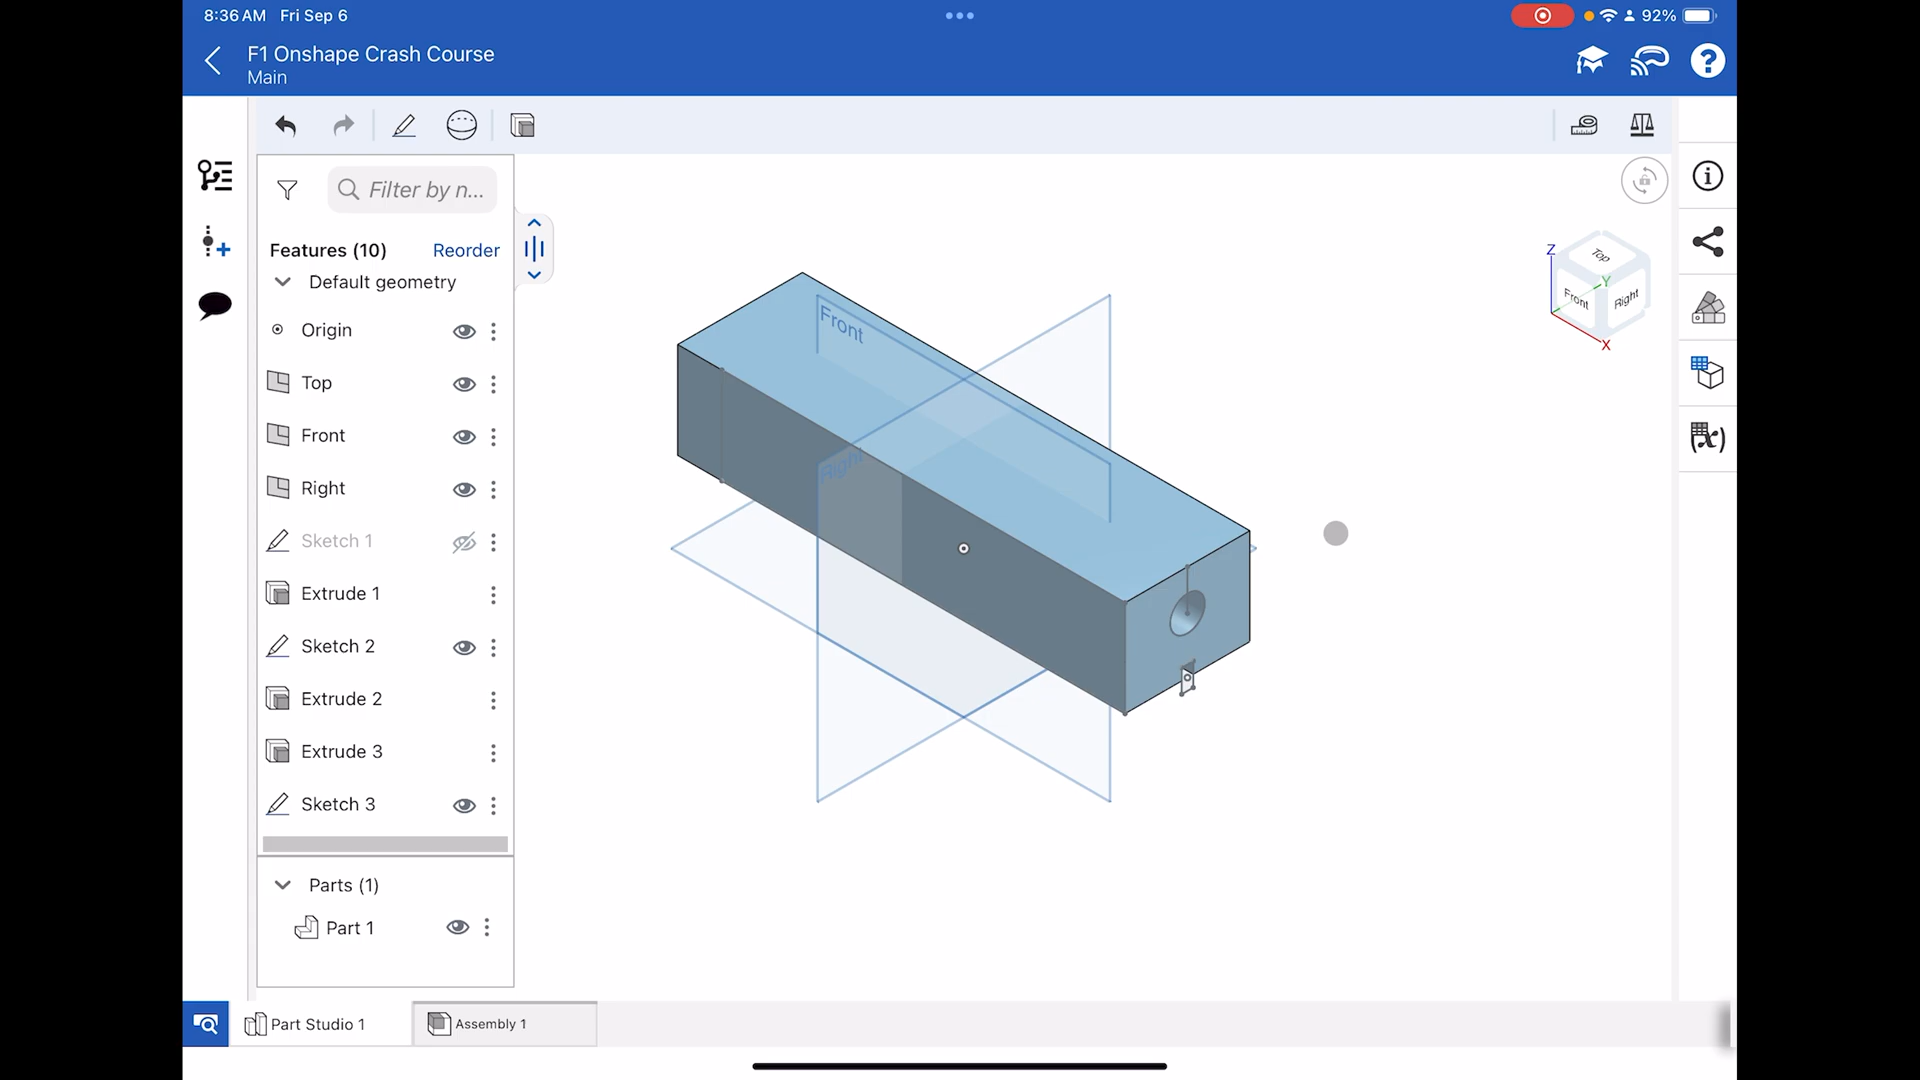 8:36 AM Fri Sep 6
92%
F1 Onshape Crash Course
Main
?
Filter by n...
Features (10) Reorder
Default geometry
Origin
Top
Front
Right
Sketch 1
Extrude 1
Sketch 2
Extrude 2
Extrude 3
Sketch 3
Parts (1)
Part 1
Front
Right
Z
Top
Y
Front
Right
X
i
(x)
Part Studio 1
Assembly 1